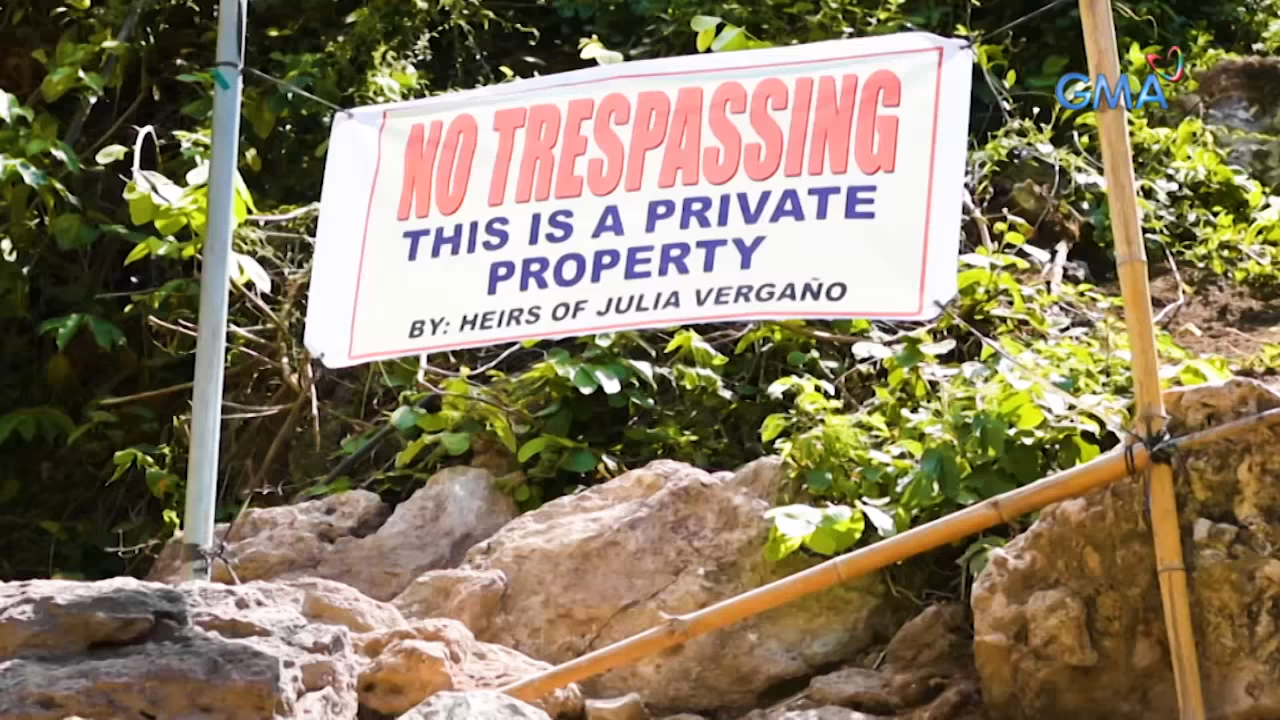 GMA
NO TRESPASSING
THIS IS A PRIVATE
PROPERTY
BY: HEIRS OF JULIA VERGAÑO